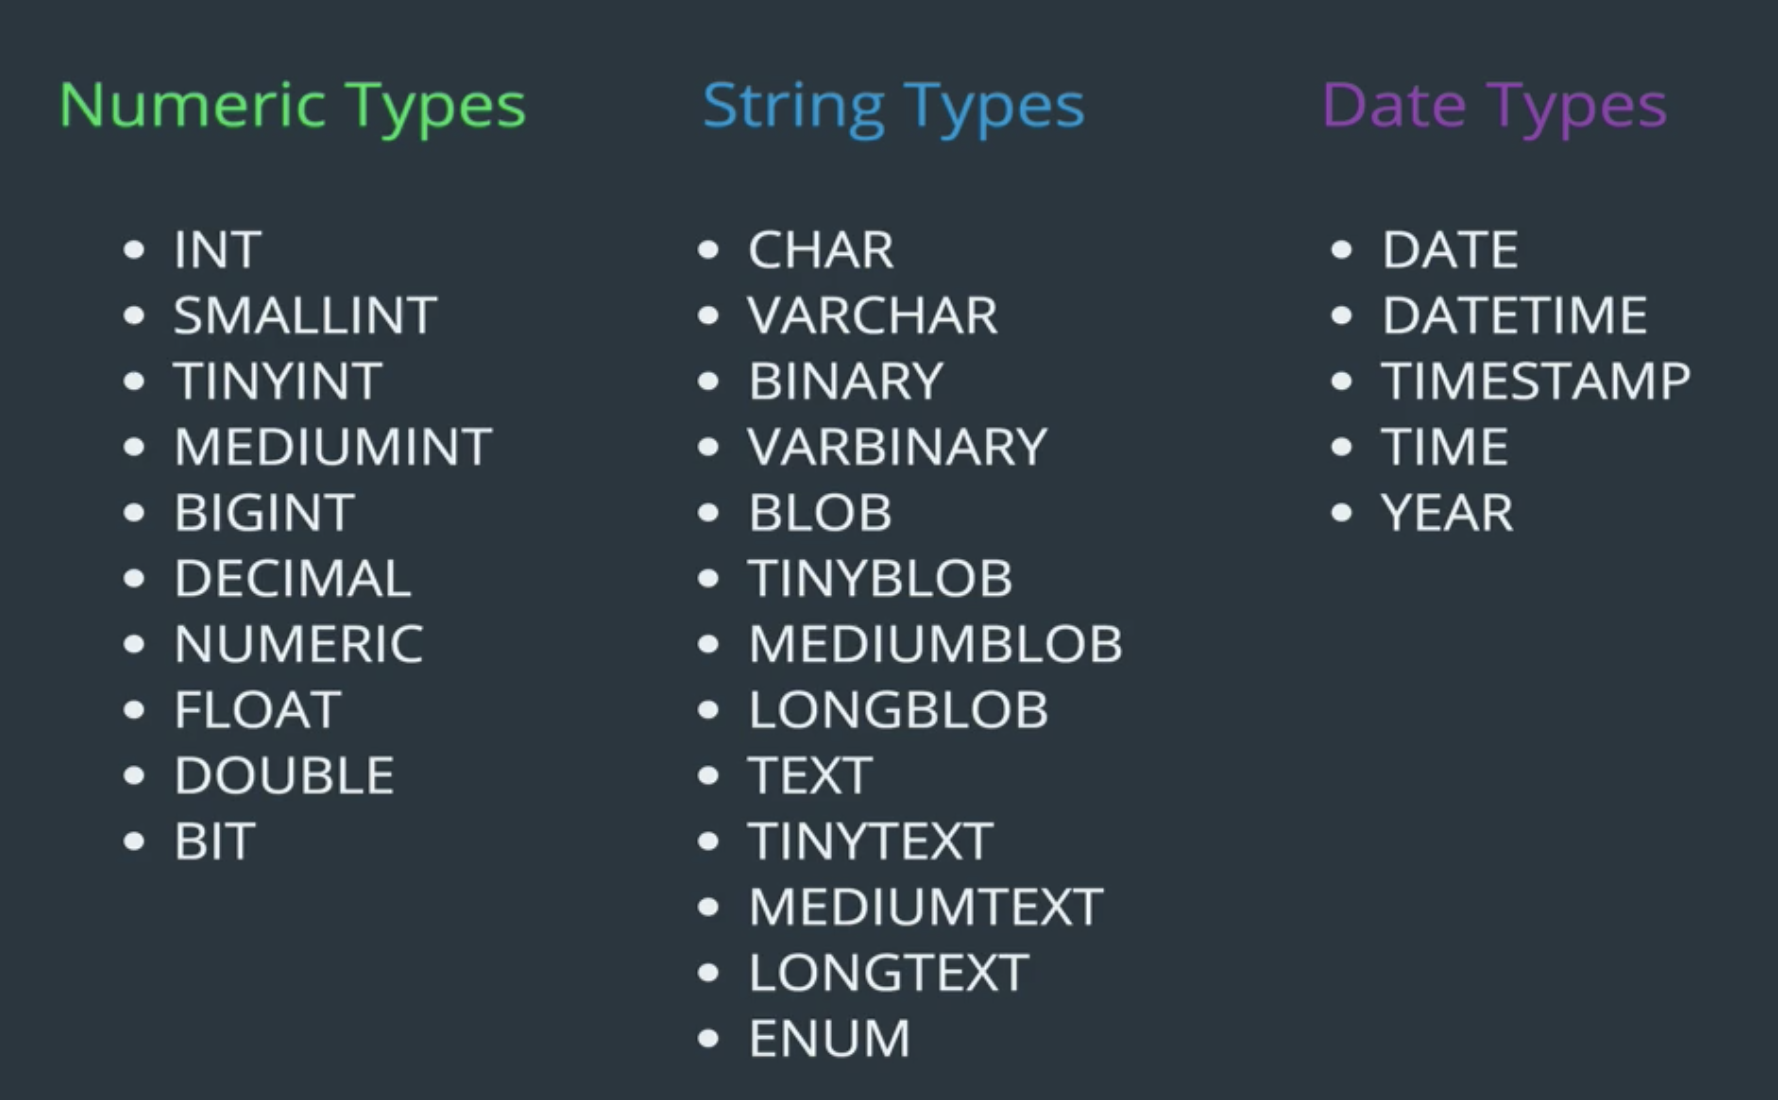 Numeric Types
INT
SMALLINT
TINYINT
MEDIUMINT
BIGINT
DECIMAL
NUMERIC
FLOAT
DOUBLE
BIT
String Types
CHAR
VARCHAR
BINARY
VARBINARY
BLOB
TINYBLOB
MEDIUMBLOB
LONGBLOB
TEXT
TINYTEXT
MEDIUMTEXT
LONGTEXT
ENUM
Date Types
DATE
DATETIME
TIMESTAMP
TIME
YEAR